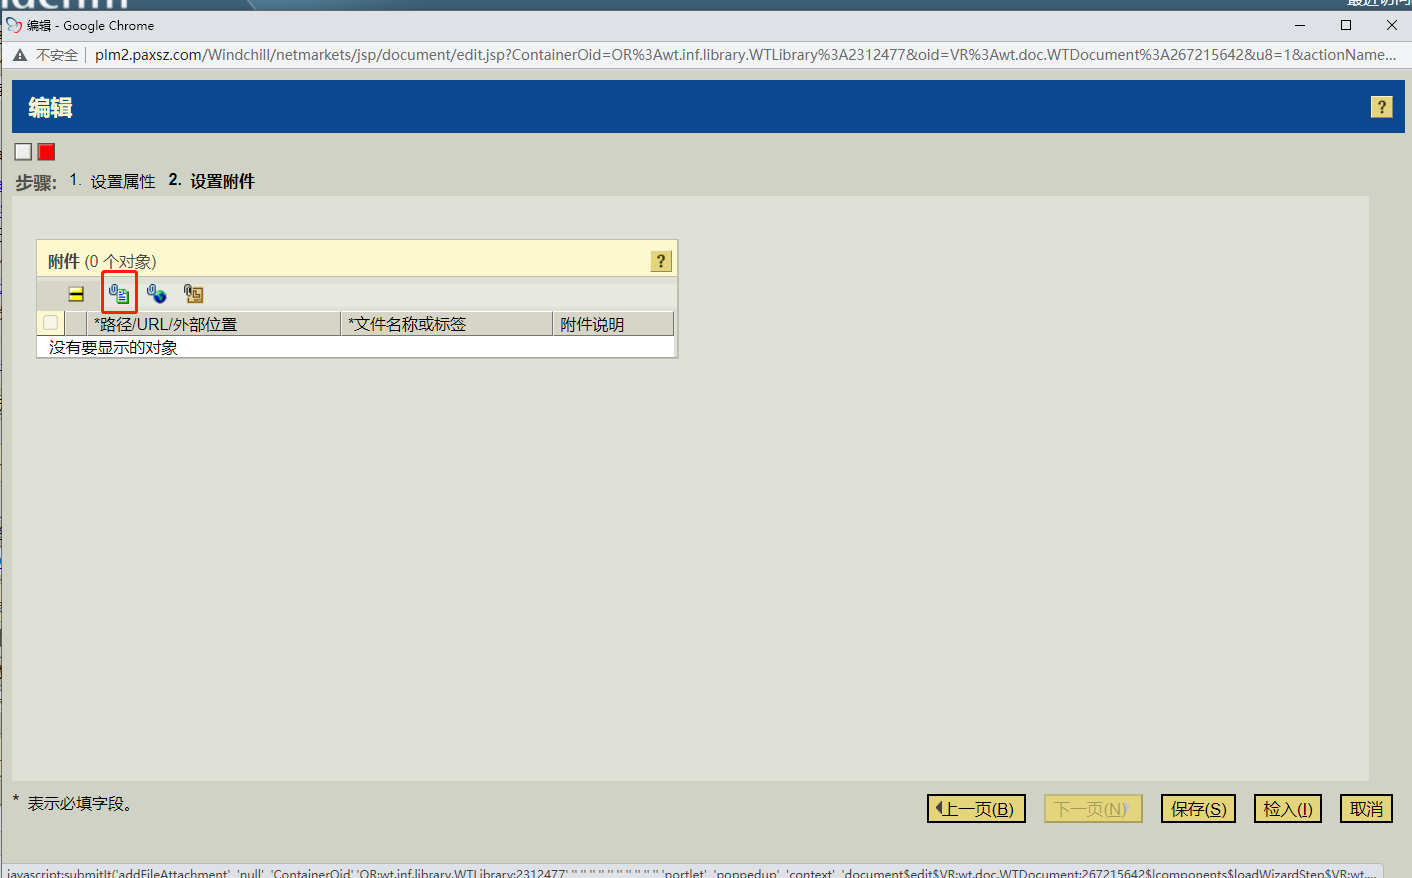 最近访问
编辑 - Google Chrome
不安全 plm2.paxsz.com/Windchill/netmarkets/jsp/document/edit.jsp?ContainerOid=OR%3Awt.inf.library.WTLibrary%3A2312477&oid=VR%3Awt.doc.WTDocument%3A267215642&u8=1&actionName...
编辑 ?
步骤: 1. 设置属性 2. 设置附件
附件 (0 个对象) ?
*路径/URL/外部位置 *文件名称或标签 附件说明
没有要显示的对象
* 表示必填字段。
上一页(B) 下一页(N) 保存(S) 检入(I) 取消
javascript:submitIt('addFileAttachment', 'null', 'ContainerOid','OR:wt.inf.library.WTLibrary:2312477','','','','','','','','','','','portlet', 'poppedup', 'context', 'document$edit$VR:wt.doc.WTDocument:267215642$|components$loadWizardStep$VR:wt....